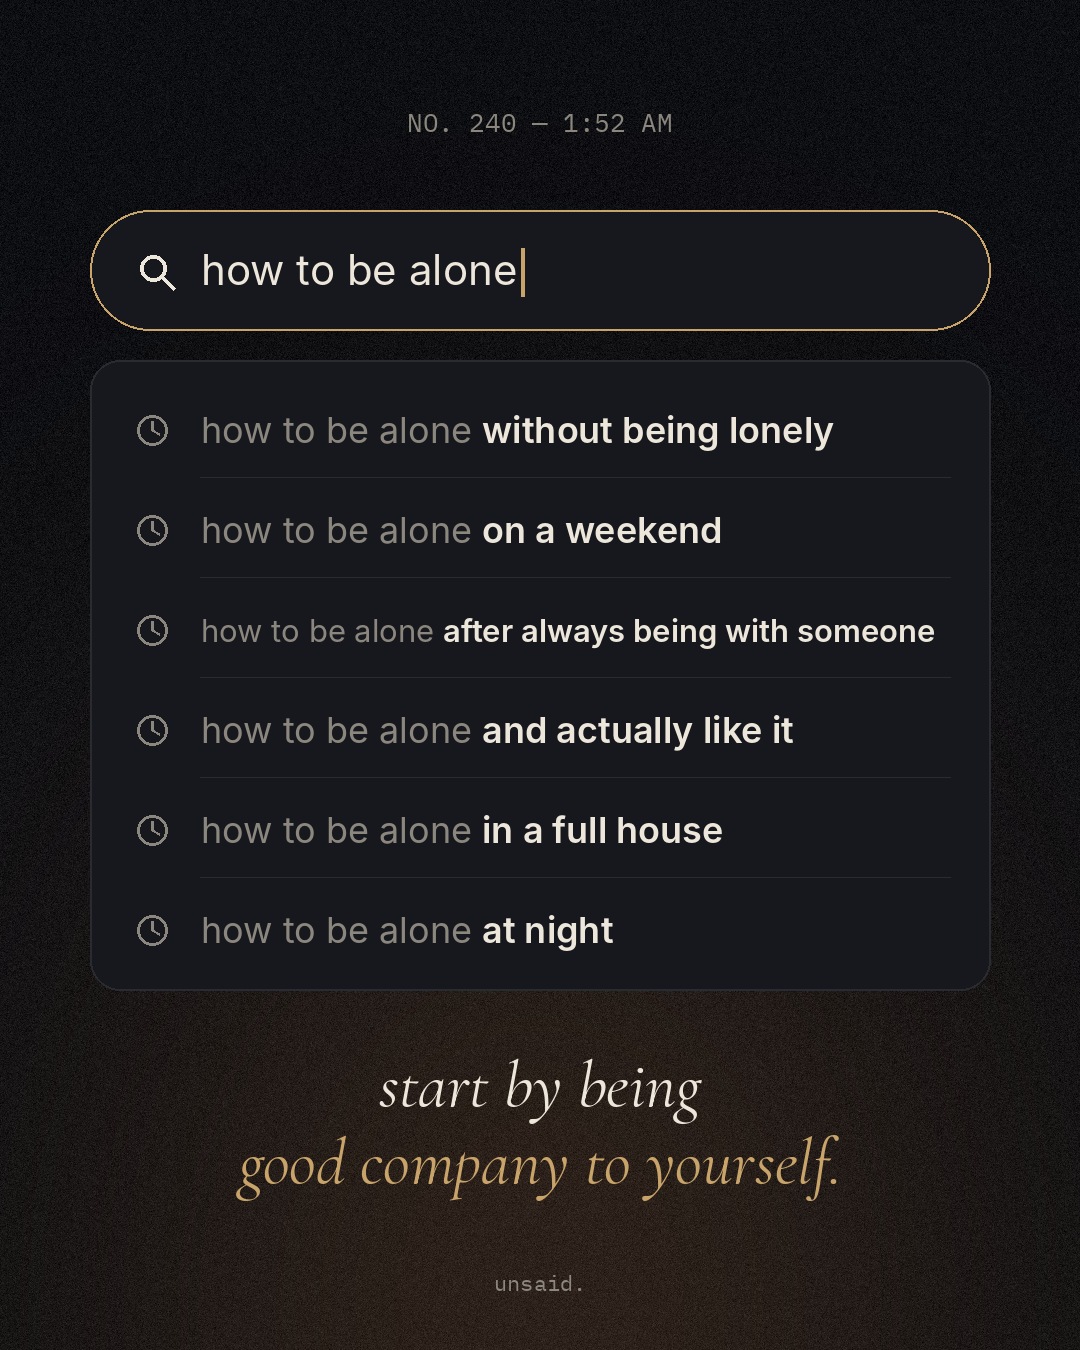 NO. 240 — 1:52 AM
how to be alone
how to be alone without being lonely
how to be alone on a weekend
how to be alone after always being with someone
how to be alone and actually like it
how to be alone in a full house
how to be alone at night
start by being
good company to yourself.
unsaid.